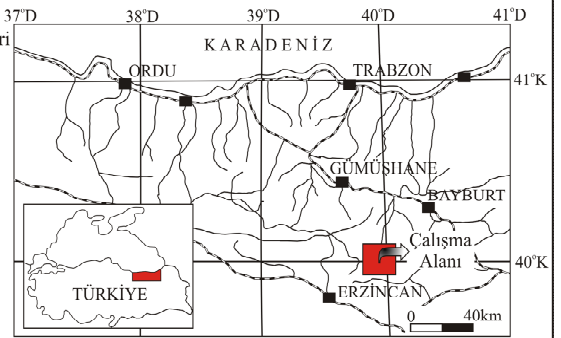 37°D 38°D 39°D 40°D 41°D
ri
KARADENİZ
ORDU
TRABZON
41°K
GÜMÜŞHANE
BAYBURT
Çalışma
Alanı
40°K
TÜRKİYE
ERZİNCAN
0 40km